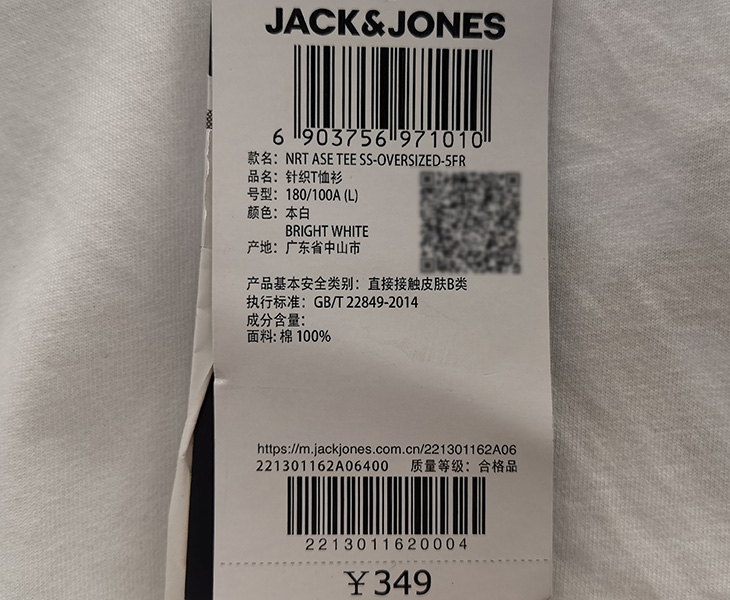 JACK&JONES
6 903756 971010
款名：NRT ASE TEE SS-OVERSIZED-5FR
品名：针织T恤衫
号型：180/100A (L)
颜色：本白
BRIGHT WHITE
产地：广东省中山市
产品基本安全类别：直接接触皮肤B类
执行标准：GB/T 22849-2014
成分含量：
面料: 棉 100%
https://m.jackjones.com.cn/221301162A06
221301162A06400 质量等级：合格品
2213011620004
￥349